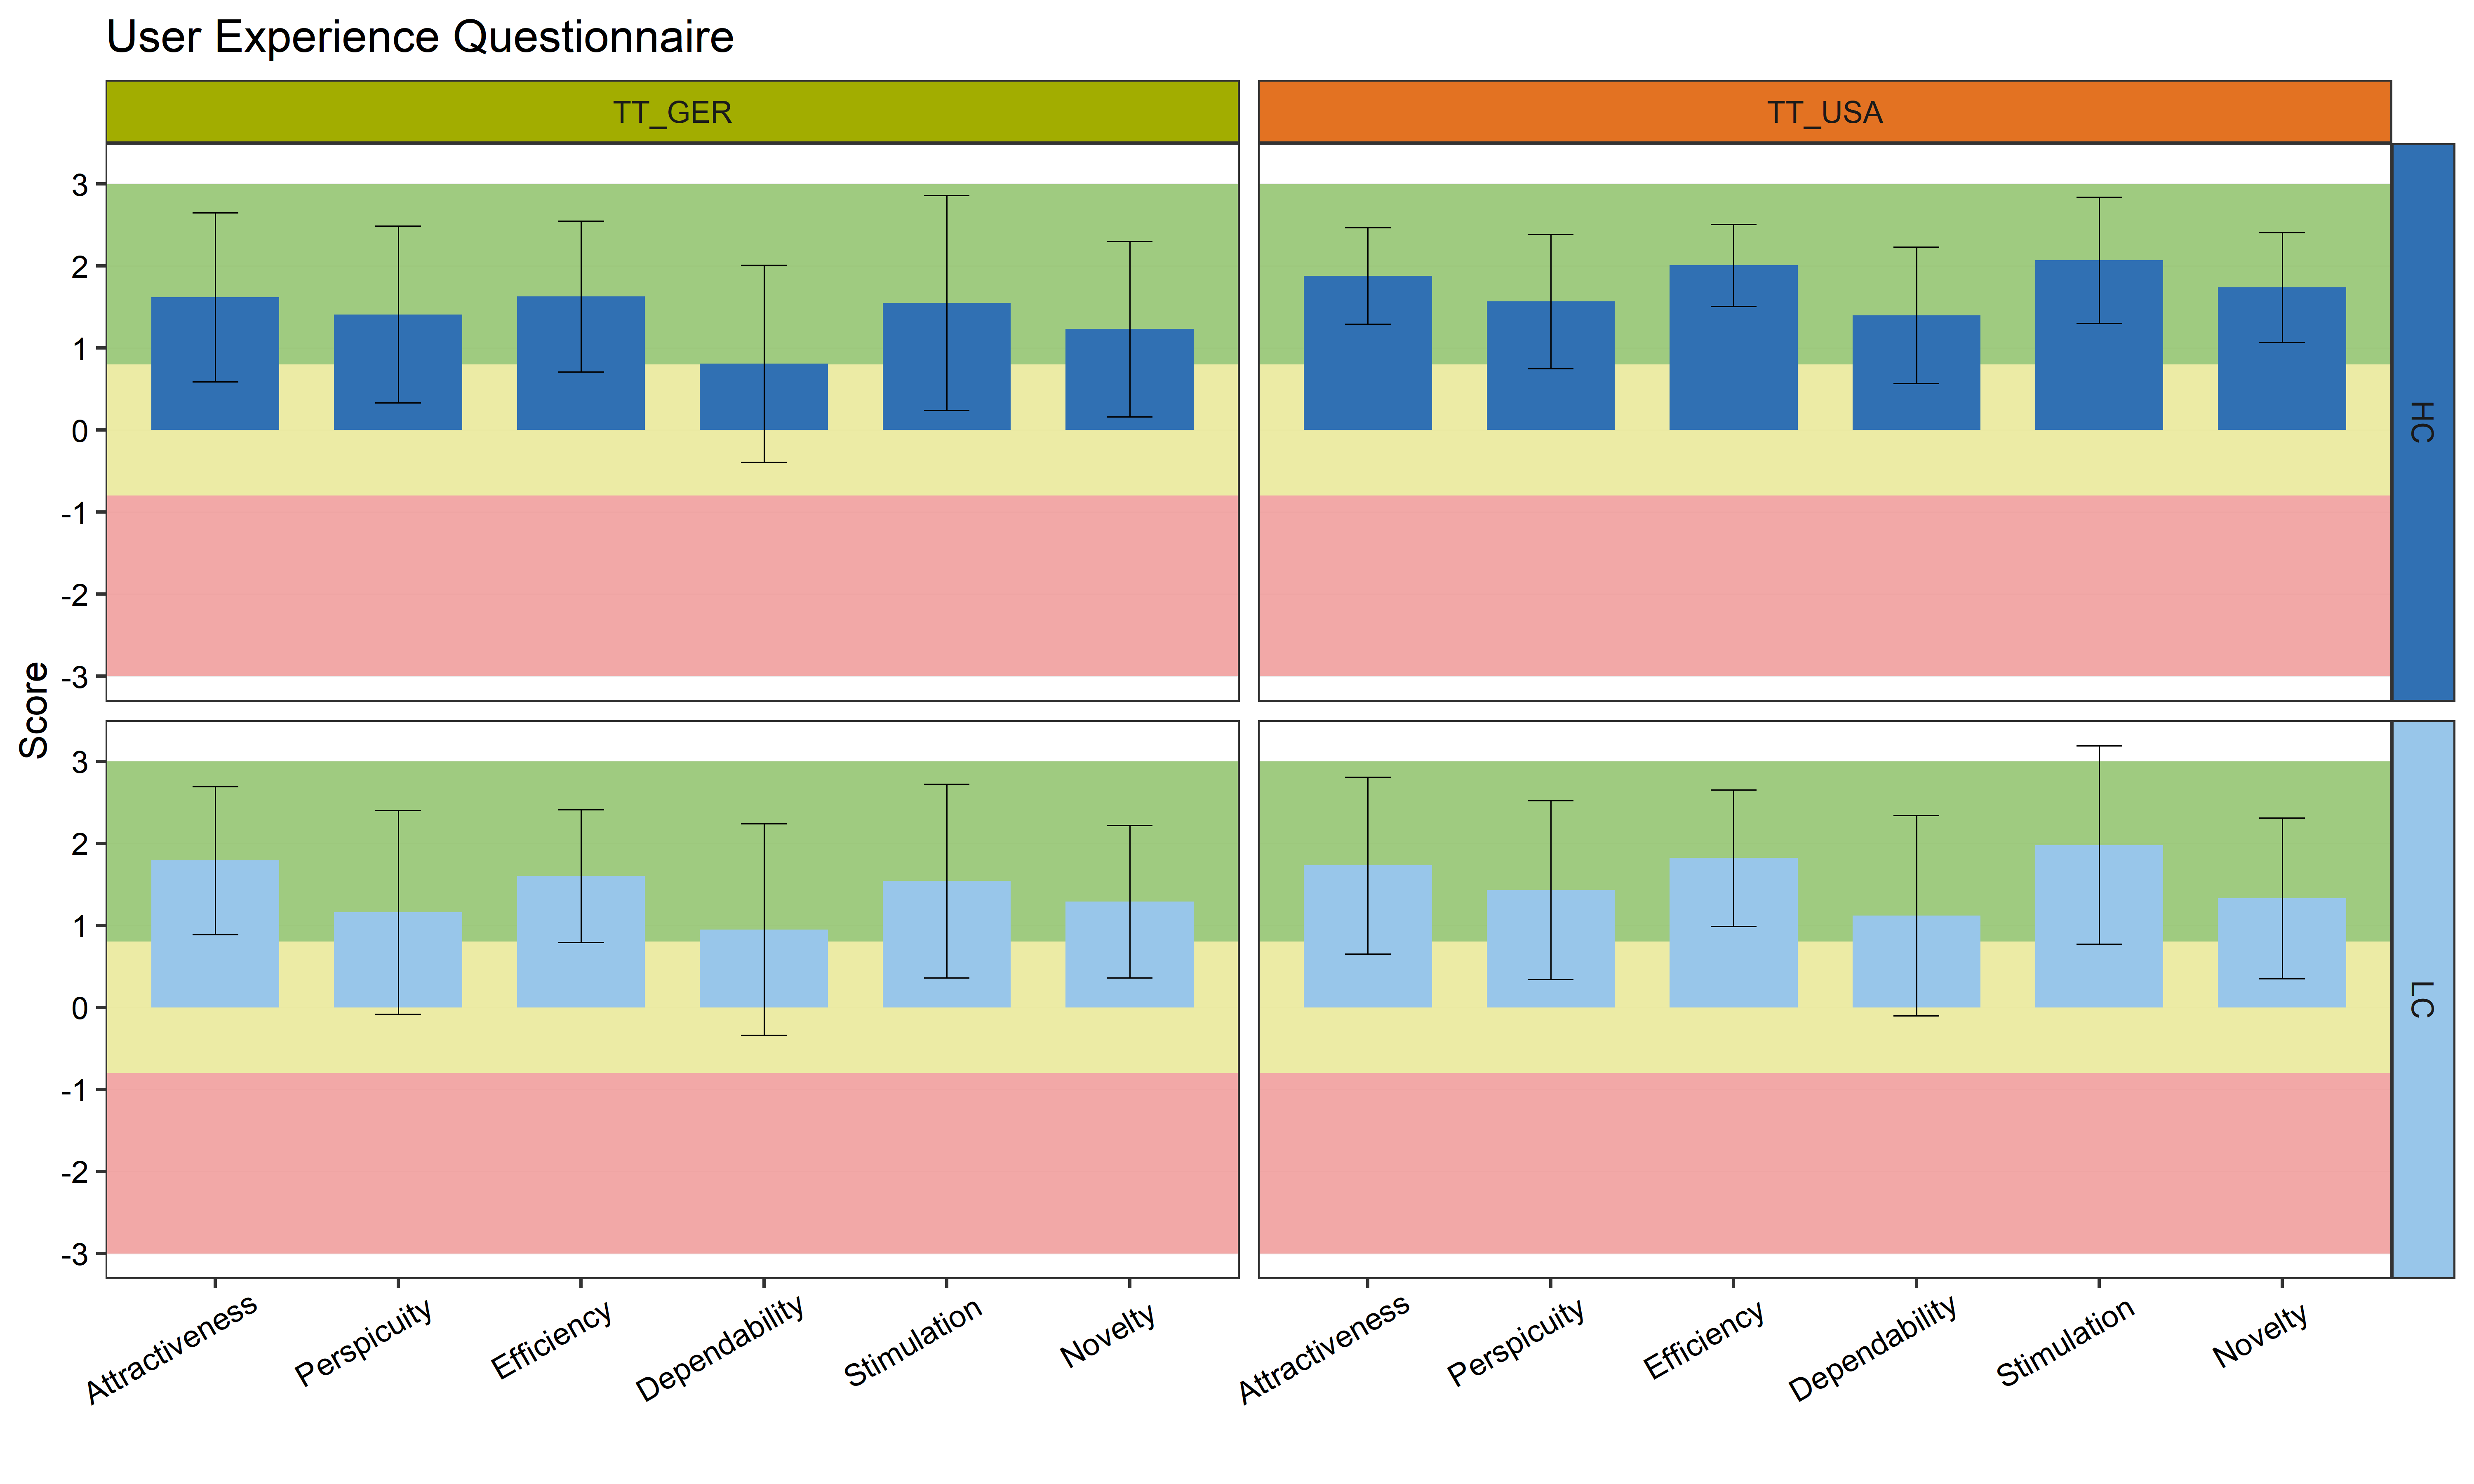 User Experience Questionnaire
TT_GER
TT_USA
Score
3
2
1
0
-1
-2
-3
HC
3
2
1
0
-1
-2
-3
LC
Attractiveness
Perspicuity
Efficiency
Dependability
Stimulation
Novelty
Attractiveness
Perspicuity
Efficiency
Dependability
Stimulation
Novelty